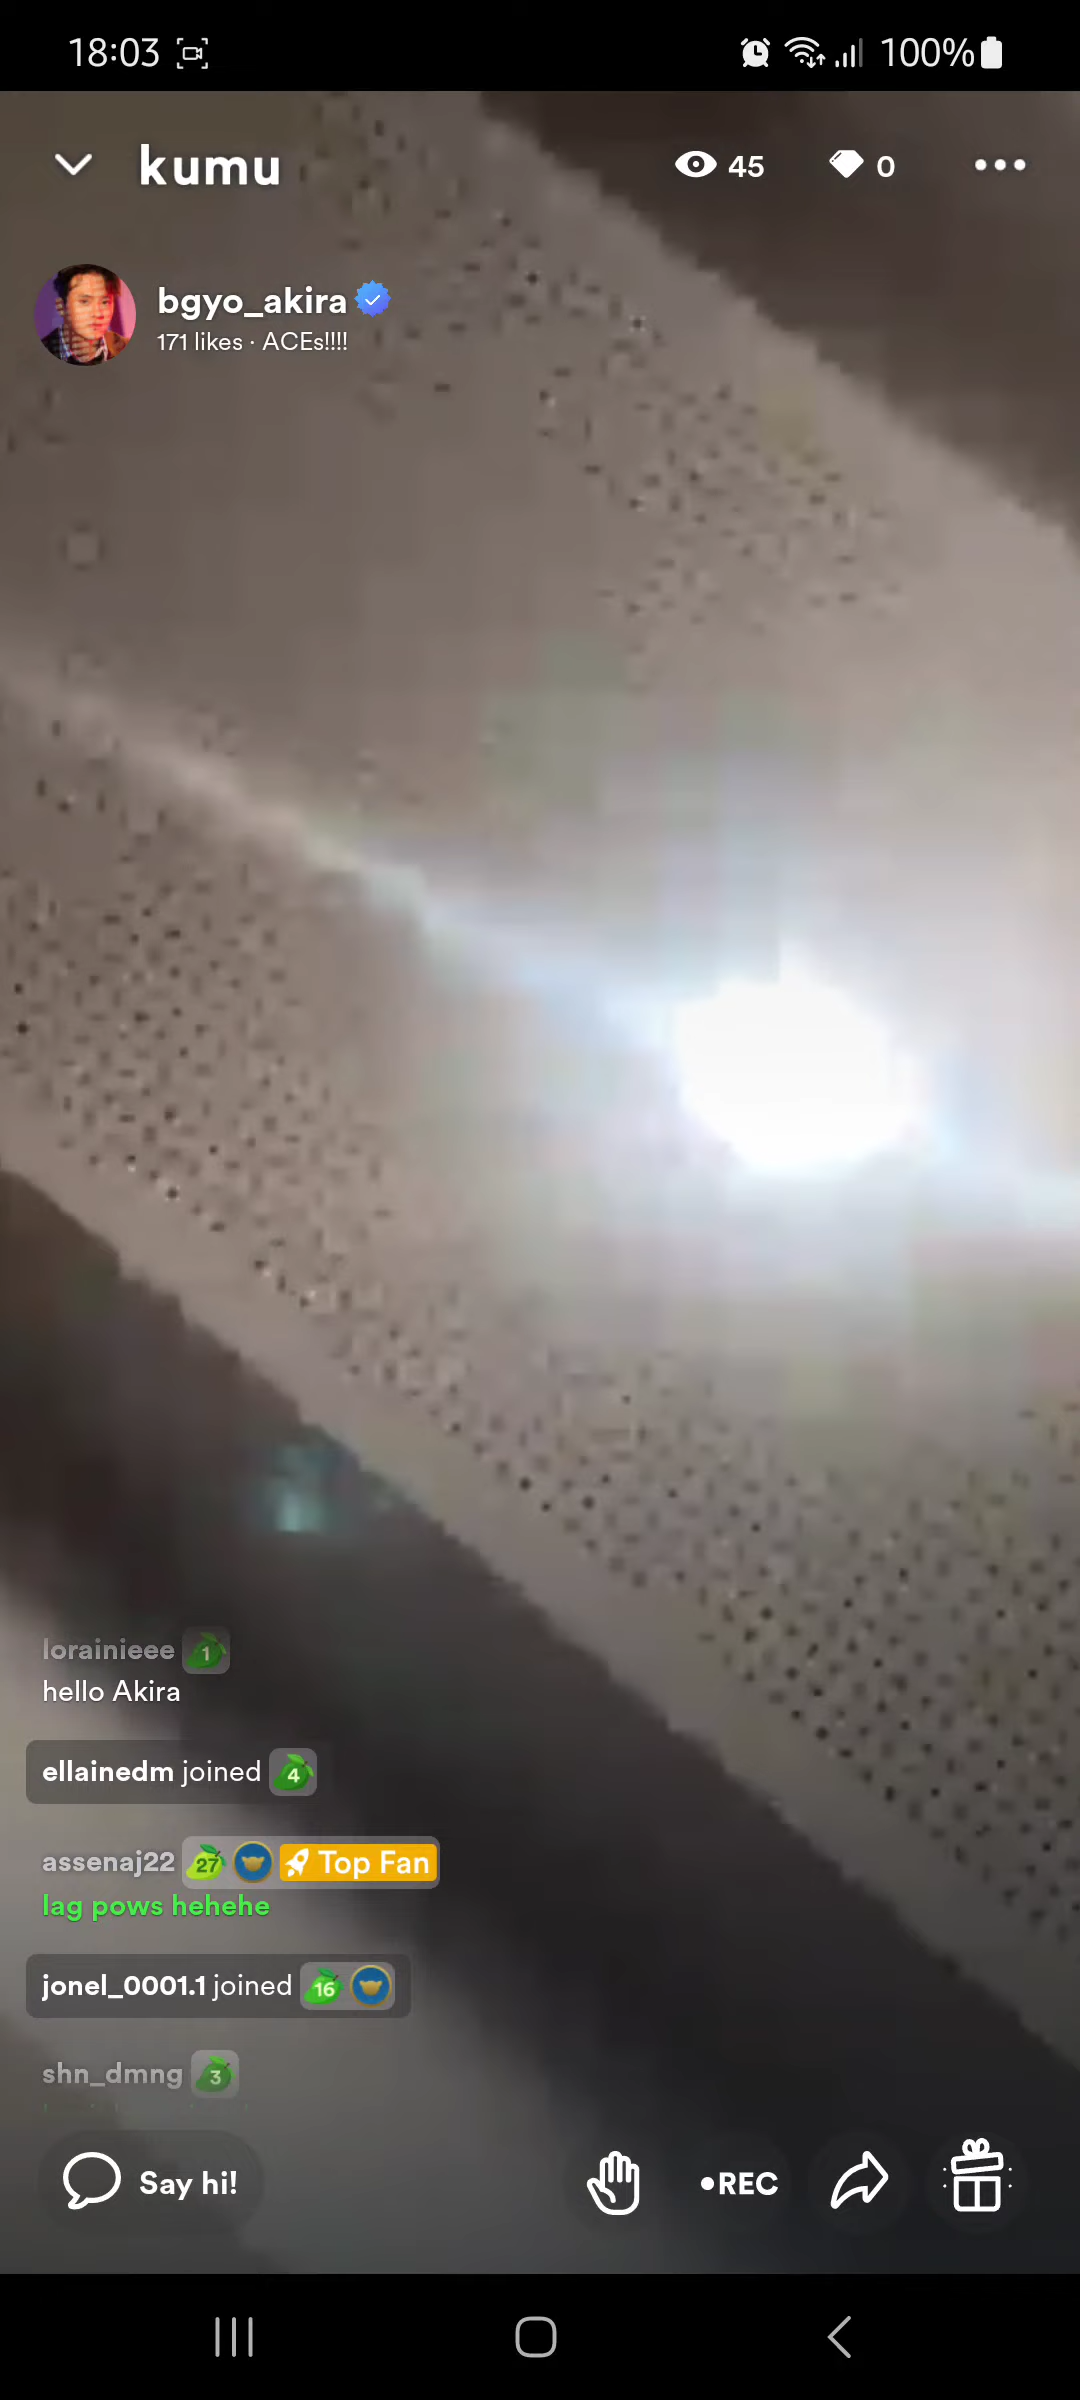 18:03
100%
kumu
45
0
bgyo_akira
171 likes · ACEs!!!!
lorainieee 1
hello Akira
ellainedm joined 4
assenaj22 27 Top Fan
lag pows hehehe
jonel_0001.1 joined 16
shn_dmng 3
Say hi!
•REC